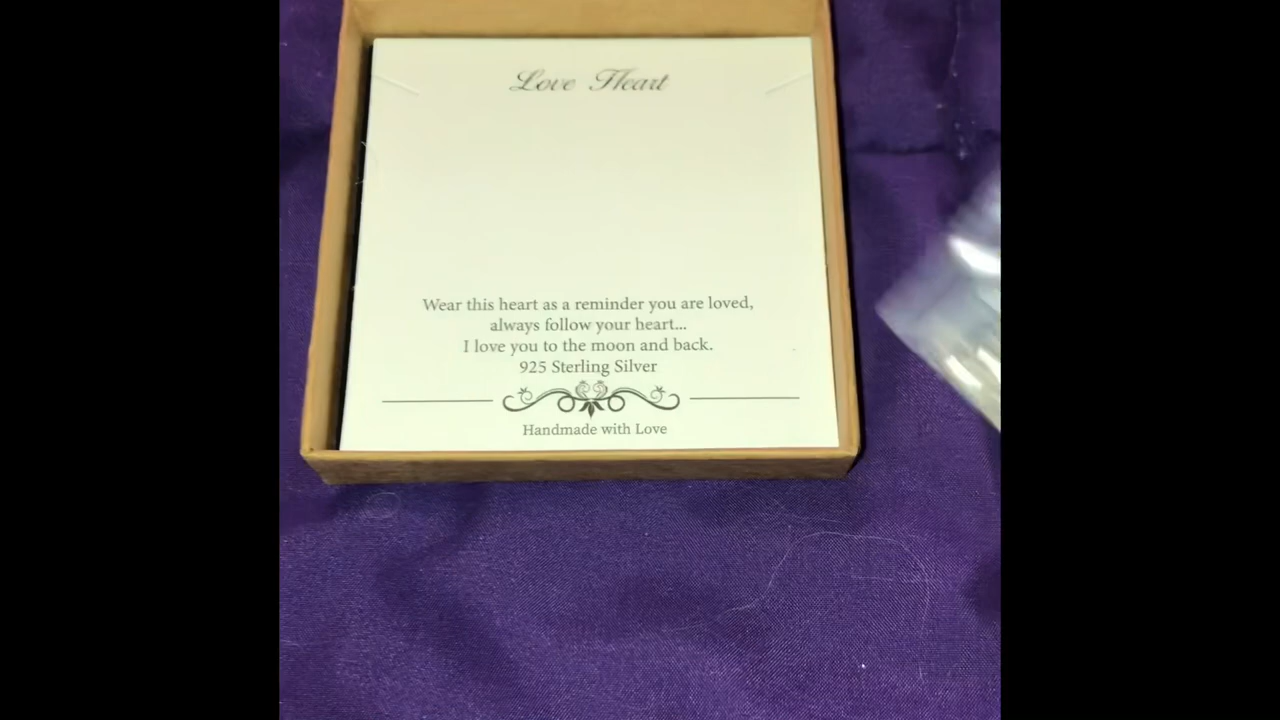 Love Heart
Wear this heart as a reminder you are loved,
always follow your heart...
I love you to the moon and back.
925 Sterling Silver
Handmade with Love